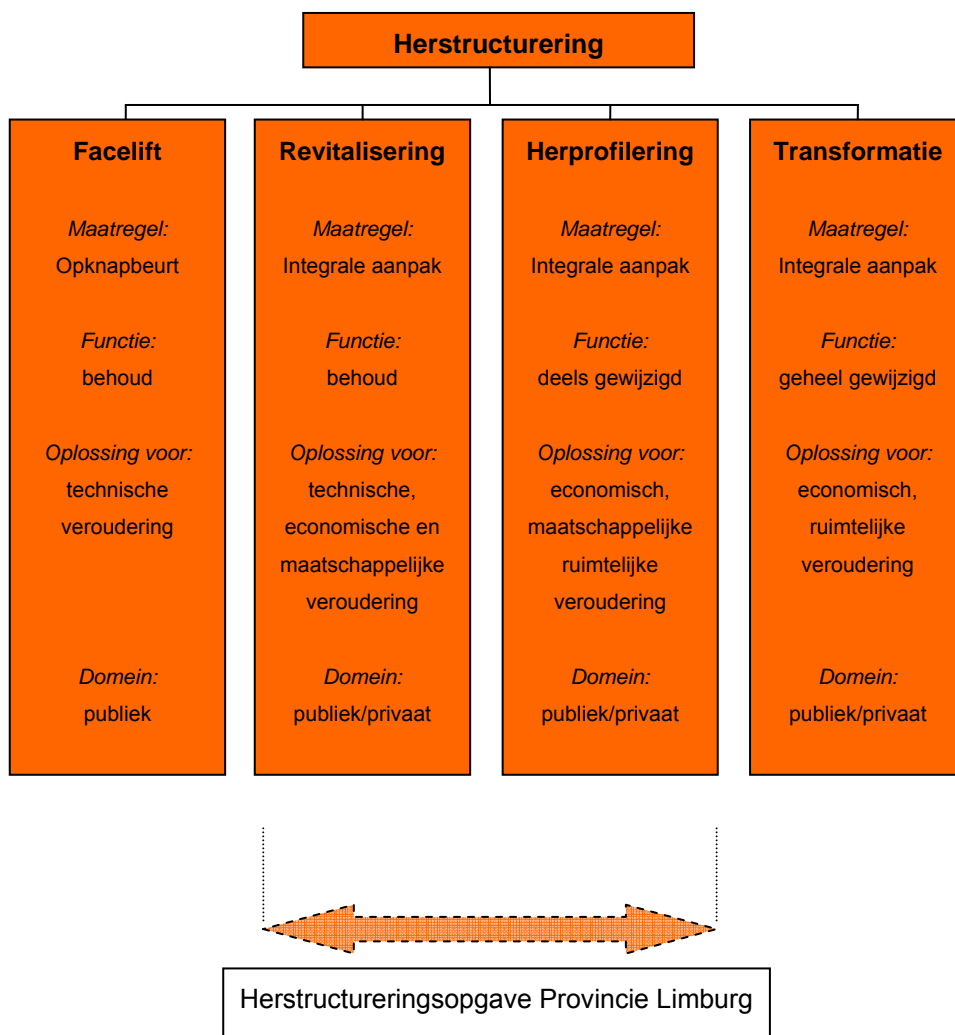 Herstructurering
Facelift
Maatregel:
Opknapbeurt
Functie:
behoud
Oplossing voor:
technische
veroudering
Domein:
publiek
Revitalisering
Maatregel:
Integrale aanpak
Functie:
behoud
Oplossing voor:
technische,
economische en
maatschappelijke
veroudering
Domein:
publiek/privaat
Herprofilering
Maatregel:
Integrale aanpak
Functie:
deels gewijzigd
Oplossing voor:
economisch,
maatschappelijke
ruimtelijke
veroudering
Domein:
publiek/privaat
Transformatie
Maatregel:
Integrale aanpak
Functie:
geheel gewijzigd
Oplossing voor:
economisch,
ruimtelijke
veroudering
Domein:
publiek/privaat
Herstructureringsopgave Provincie Limburg